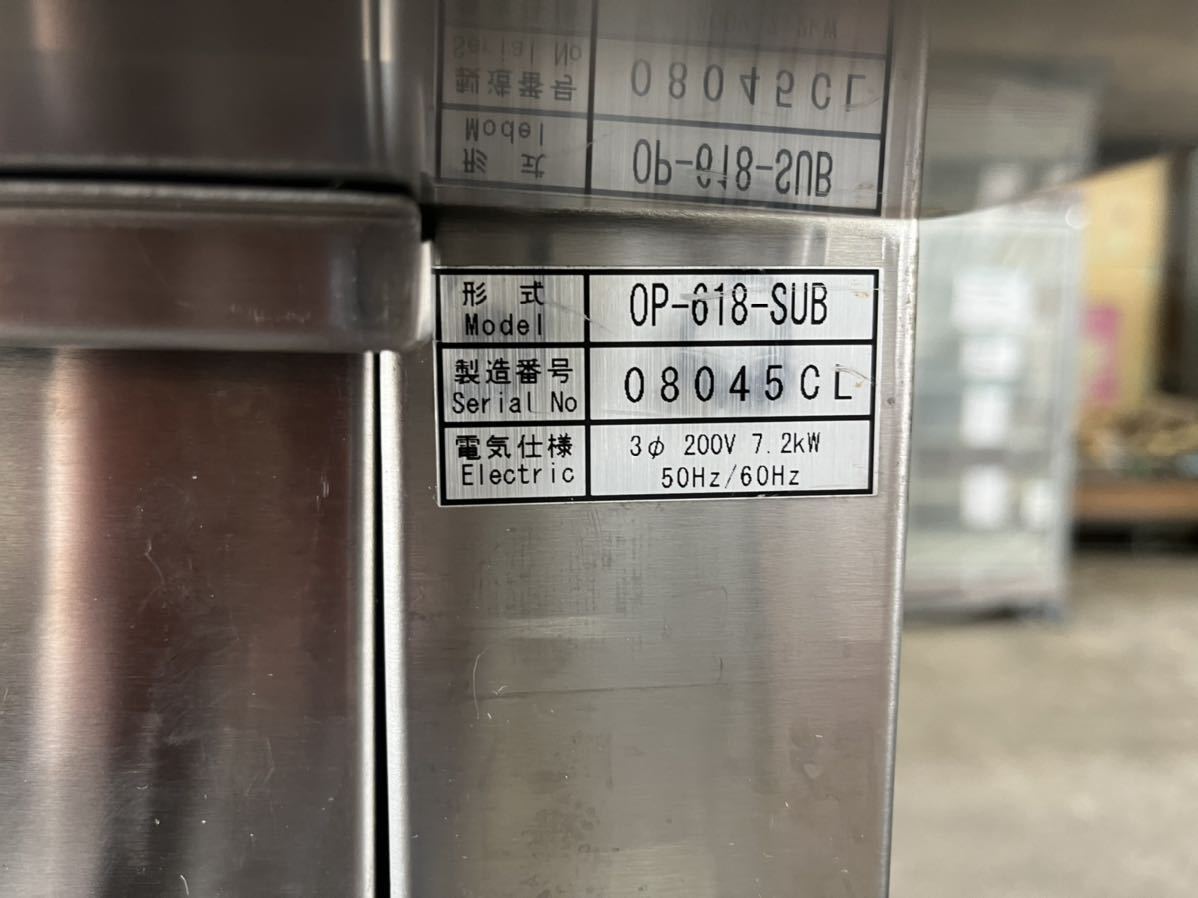 形 式 OP-618-SUB
Model
製造番号 08045CL
Serial No
電気仕様 3φ 200V 7.2kW
Electric 50Hz/60Hz